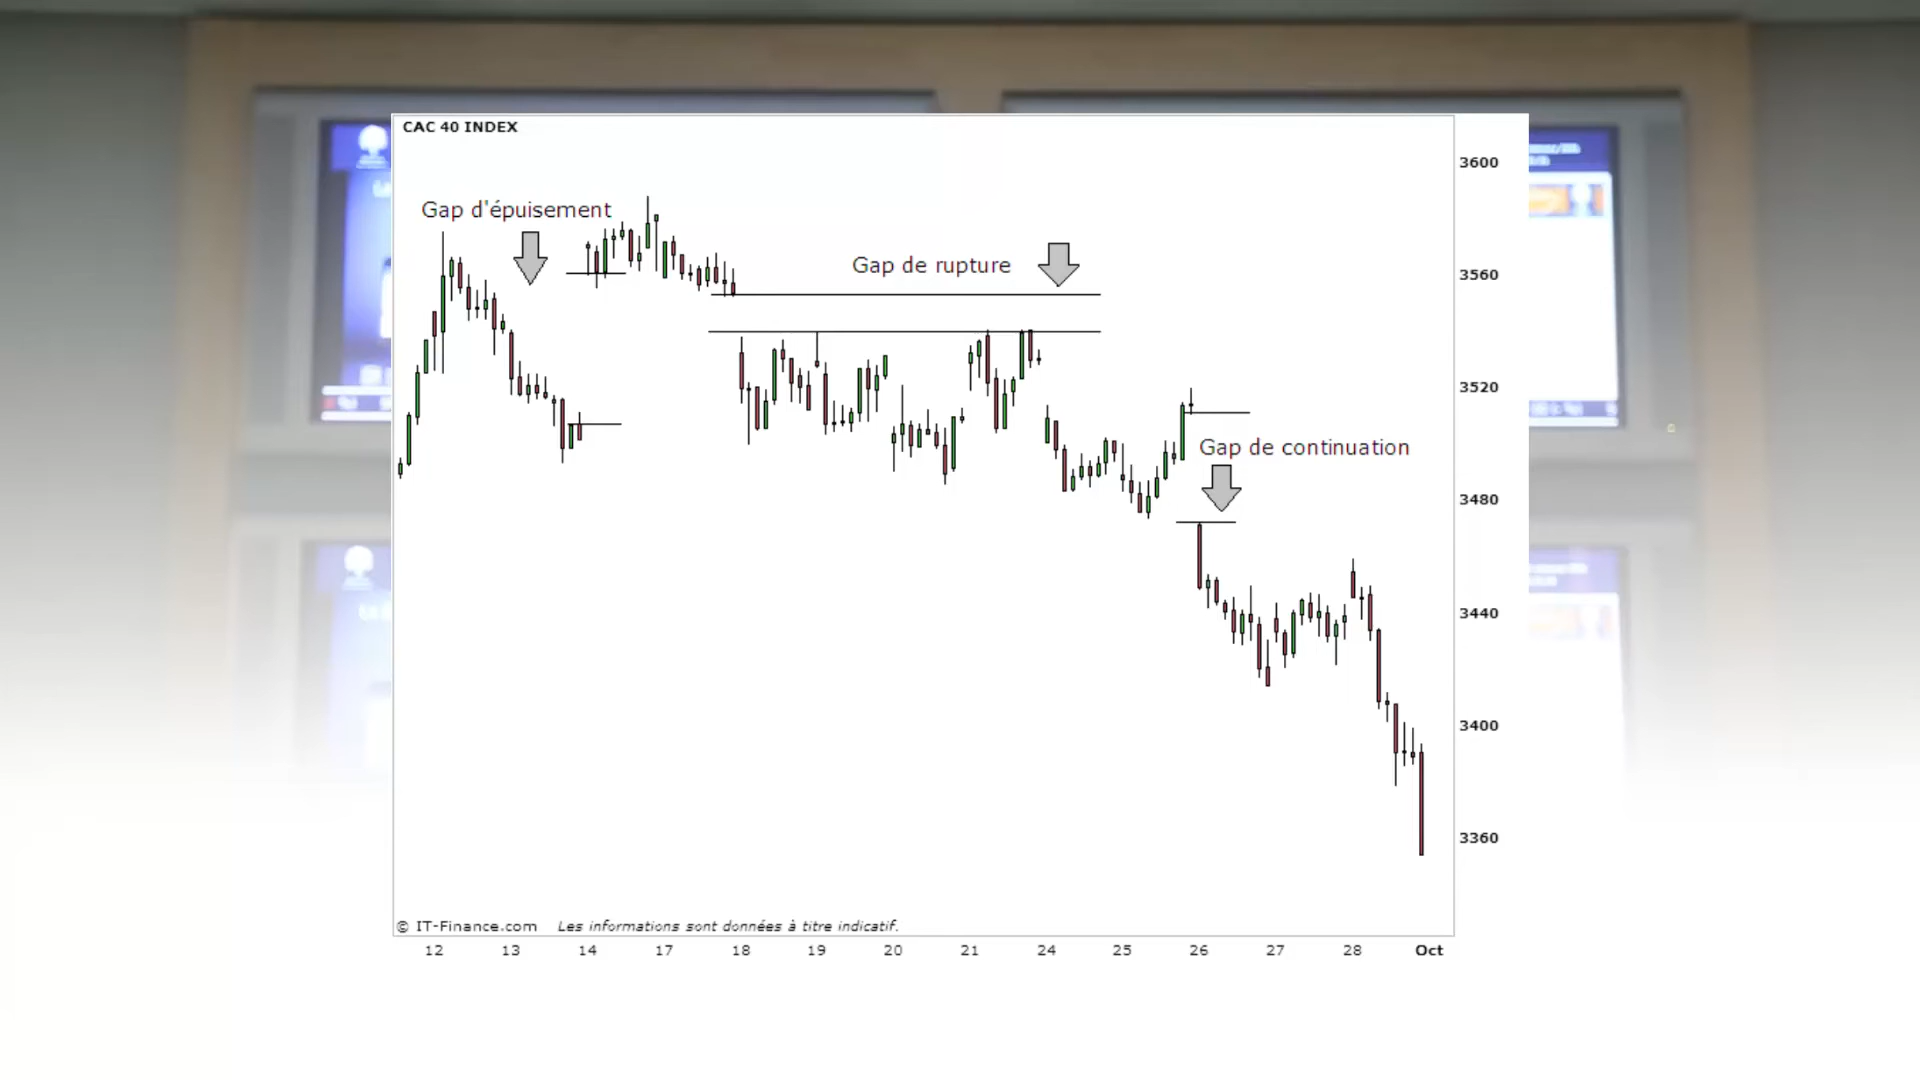 CAC 40 INDEX
3600
Gap d'épuisement
Gap de rupture
3560
3520
Gap de continuation
3480
3440
3400
3360
© IT-Finance.com Les informations sont données à titre indicatif.
12 13 14 17 18 19 20 21 24 25 26 27 28 Oct